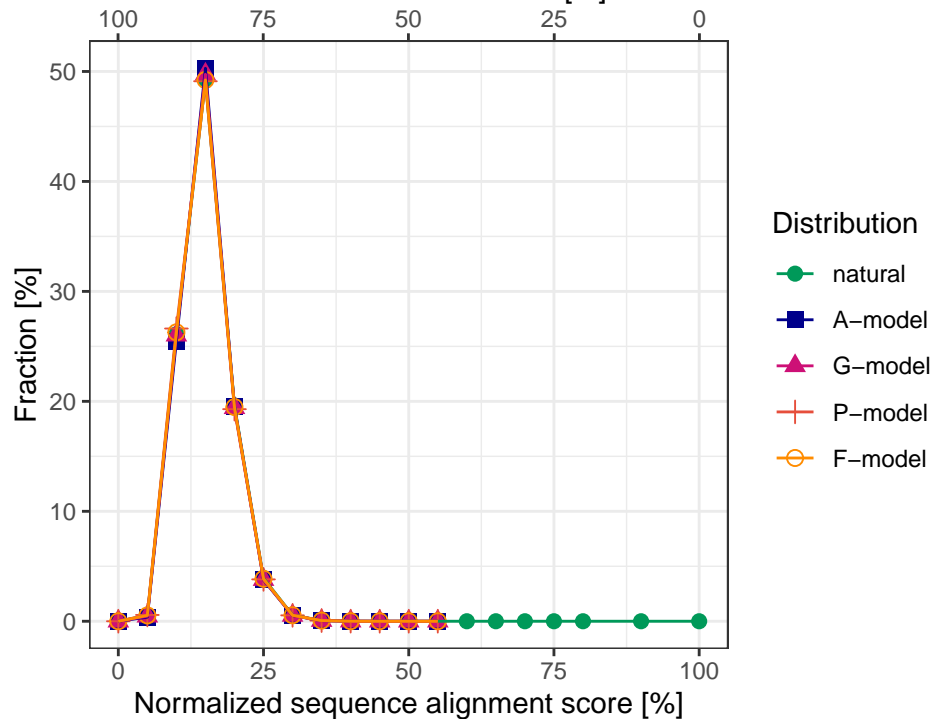 100 75 50 25 0
50
40
30
20
10
0
Fraction [%]
0 25 50 75 100
Normalized sequence alignment score [%]
Distribution
natural
A−model
G−model
P−model
F−model